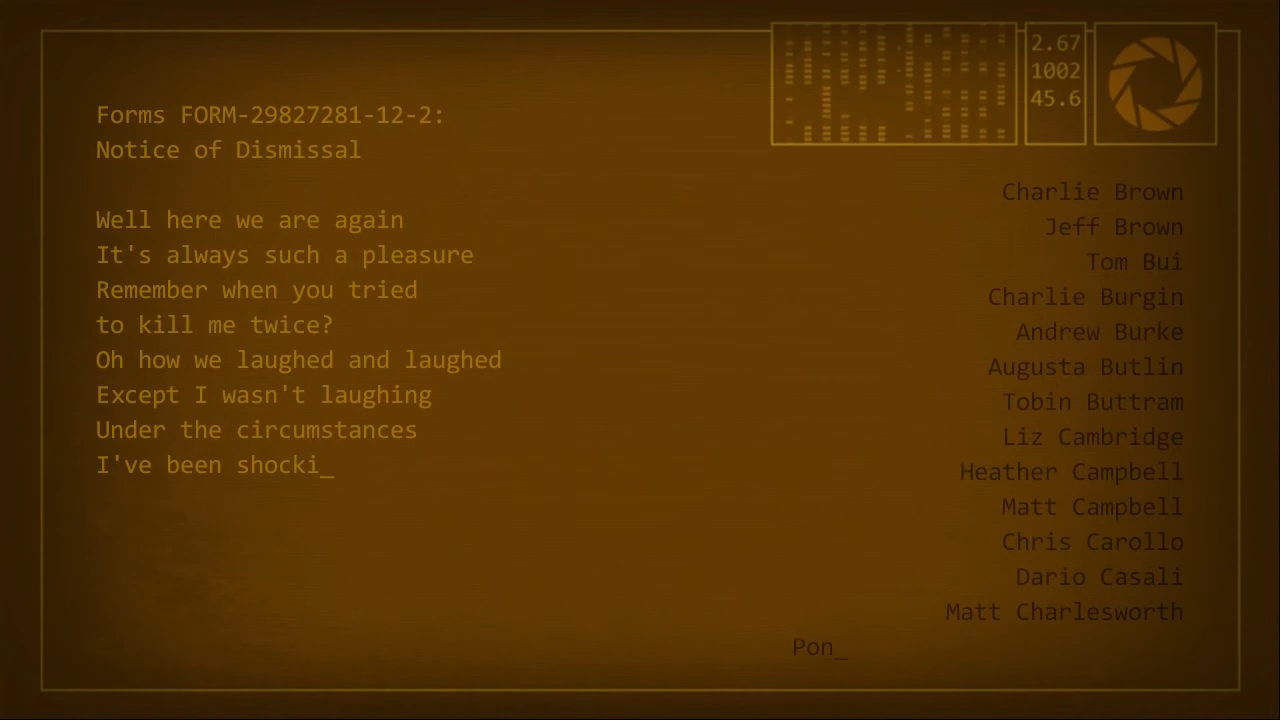 2.67
1002
45.6
Forms FORM-29827281-12-2:
Notice of Dismissal
Well here we are again
It's always such a pleasure
Remember when you tried
to kill me twice?
Oh how we laughed and laughed
Except I wasn't laughing
Under the circumstances
I've been shocki_
Charlie Brown
Jeff Brown
Tom Bui
Charlie Burgin
Andrew Burke
Augusta Butlin
Tobin Buttram
Liz Cambridge
Heather Campbell
Matt Campbell
Chris Carollo
Dario Casali
Matt Charlesworth
Pon_